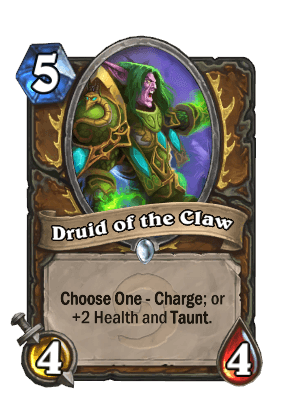 5
Druid of the Claw
Choose One - Charge; or
+2 Health and Taunt.
4
4